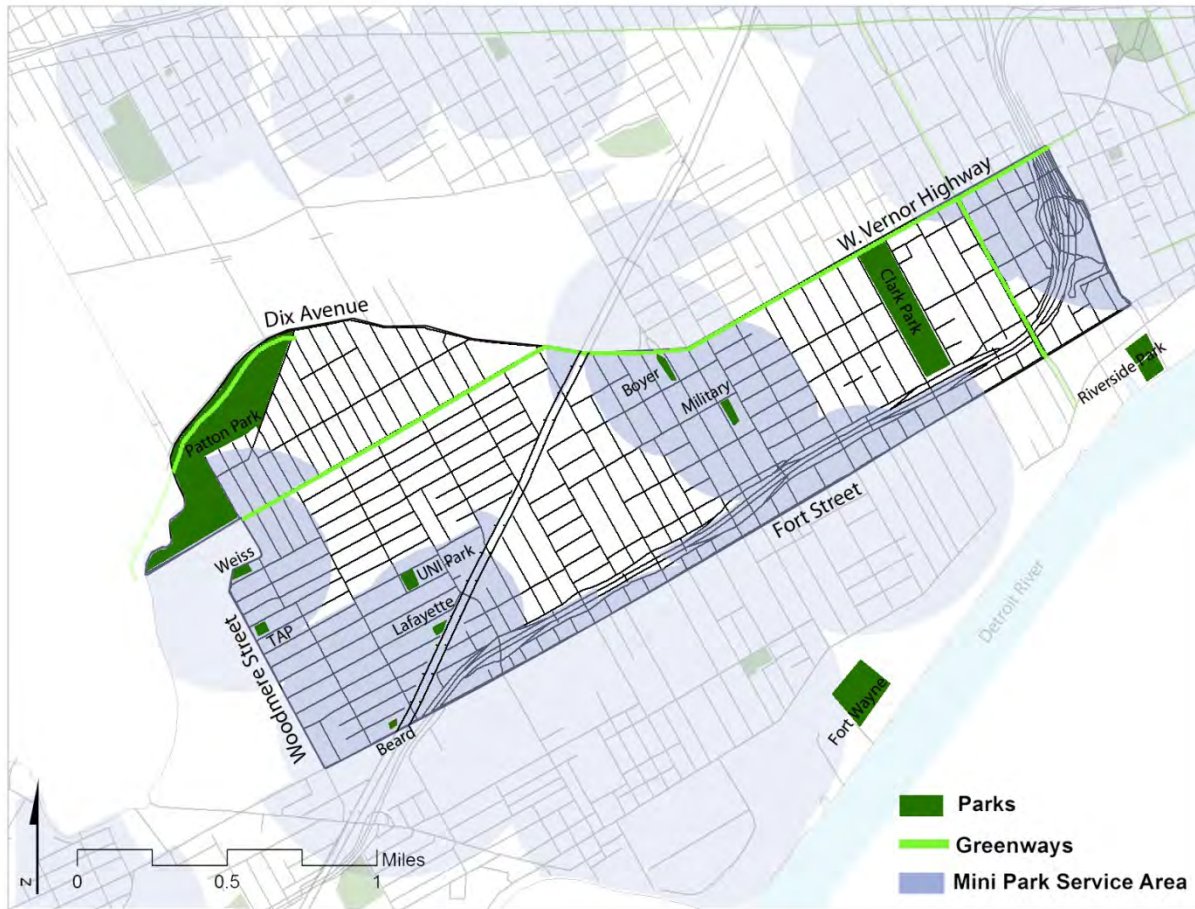 W. Vernor Highway
Dix Avenue
Clark Park
Riverside Park
Boyer
Military
Patton Park
Fort Street
Weiss
UNI Park
Lafayette
TAP
Detroit River
Woodmere Street
Fort Wayne
Beard
Parks
Greenways
Mini Park Service Area
Miles
0 0.5 1
N